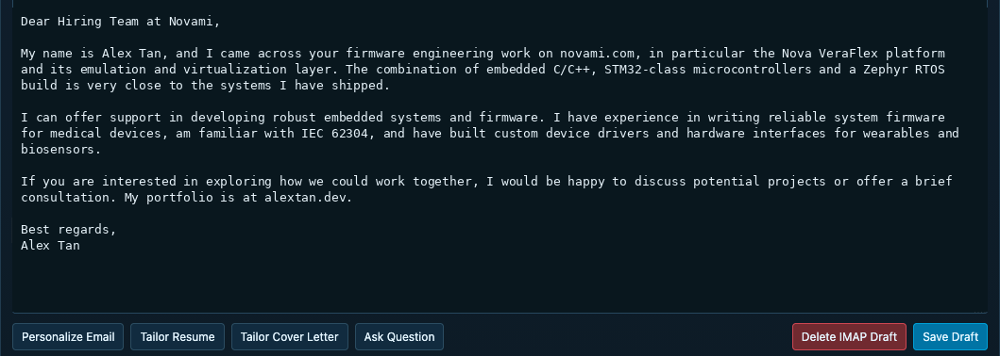 Dear Hiring Team at Novami,
My name is Alex Tan, and I came across your firmware engineering work on novami.com, in particular the Nova VeraFlex platform
and its emulation and virtualization layer. The combination of embedded C/C++, STM32-class microcontrollers and a Zephyr RTOS
build is very close to the systems I have shipped.
I can offer support in developing robust embedded systems and firmware. I have experience in writing reliable system firmware
for medical devices, am familiar with IEC 62304, and have built custom device drivers and hardware interfaces for wearables and
biosensors.
If you are interested in exploring how we could work together, I would be happy to discuss potential projects or offer a brief
consultation. My portfolio is at alextan.dev.
Best regards,
Alex Tan
Personalize Email Tailor Resume Tailor Cover Letter Ask Question Delete IMAP Draft Save Draft